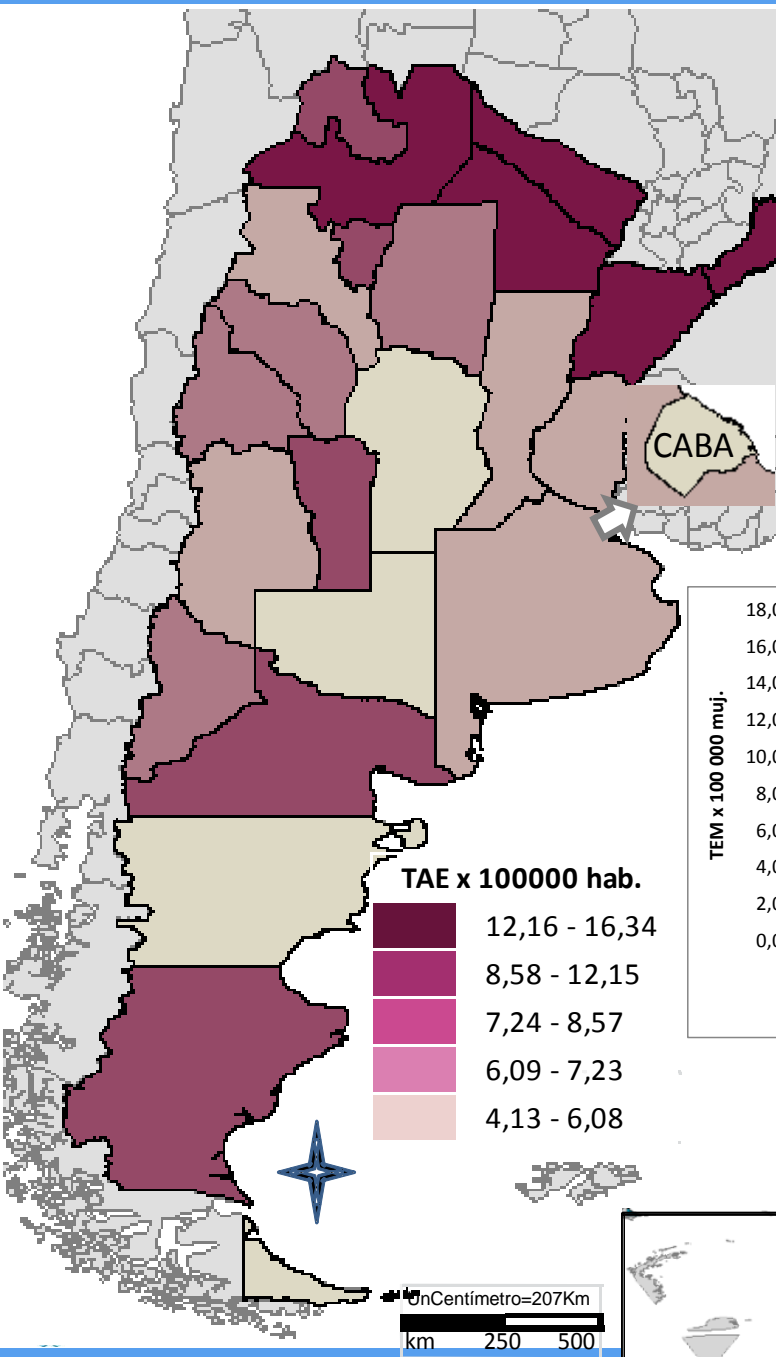 CABA
TEM x 100 000 muj.
18,0
16,0
14,0
12,0
10,0
8,0
6,0
4,0
2,0
0,0
TAE x 100000 hab.
12,16 - 16,34
8,58 - 12,15
7,24 - 8,57
6,09 - 7,23
4,13 - 6,08
UnCentímetro=207Km
km 250 500